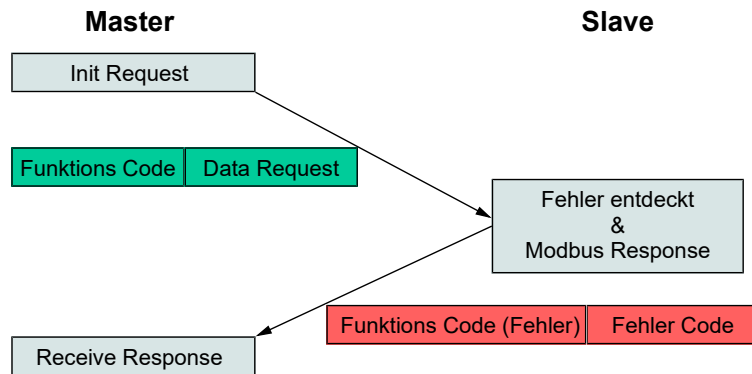 Master
Slave
Init Request
Funktions Code
Data Request
Fehler entdeckt
&
Modbus Response
Funktions Code (Fehler)
Fehler Code
Receive Response